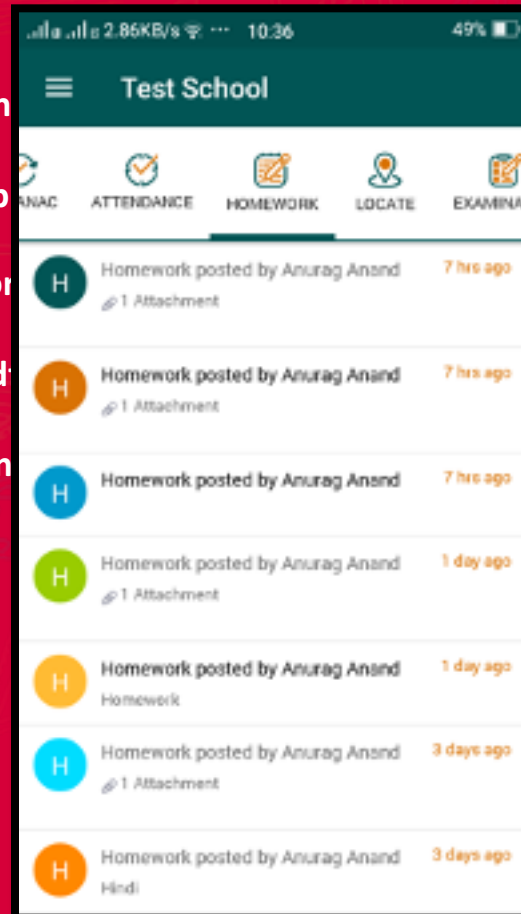 2.86KB/s ··· 10:36 49%
Test School
ANAC ATTENDANCE HOMEWORK LOCATE EXAMINA
Homework posted by Anurag Anand 7 hrs ago
H
1 Attachment
Homework posted by Anurag Anand 7 hrs ago
H
1 Attachment
Homework posted by Anurag Anand 7 hrs ago
H
Homework posted by Anurag Anand 1 day ago
H
1 Attachment
Homework posted by Anurag Anand 1 day ago
H
Homework
Homework posted by Anurag Anand 3 days ago
H
1 Attachment
Homework posted by Anurag Anand 3 days ago
H
Hindi